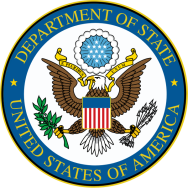 DEPARTMENT OF STATE
UNITED STATES OF AMERICA